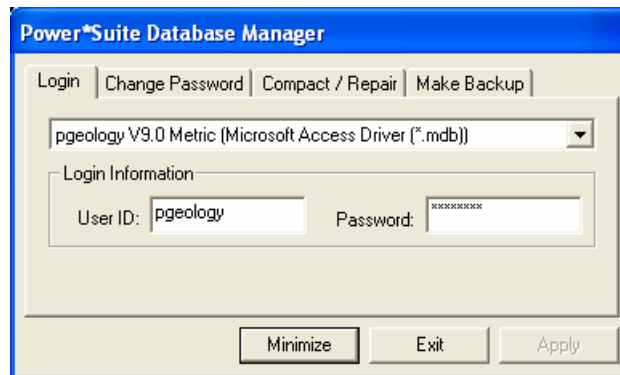 Power*Suite Database Manager
Login Change Password Compact / Repair Make Backup
pgeology V9.0 Metric (Microsoft Access Driver (*.mdb))
Login Information
User ID: pgeology Password: ********
Minimize Exit Apply